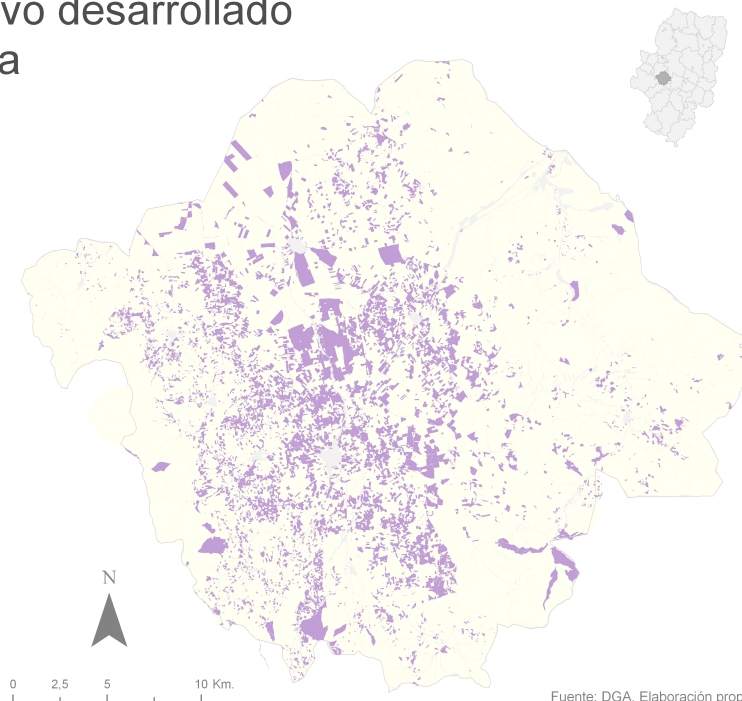 vo desarrollado
a
N
0 2,5 5 10 Km.
Fuente: DGA. Elaboración prop